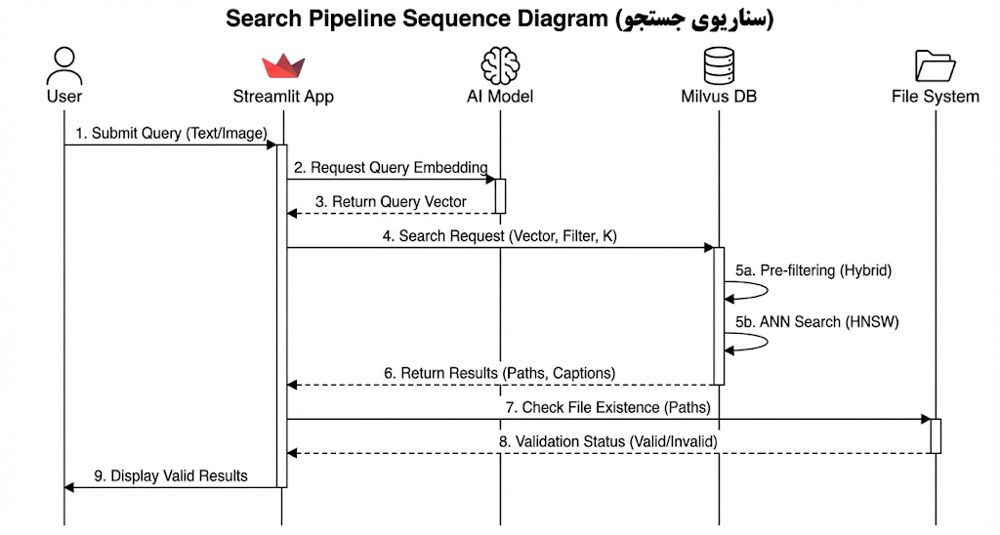 Search Pipeline Sequence Diagram (سناریوی جستجو)
User
Streamlit App
AI Model
Milvus DB
File System
1. Submit Query (Text/Image)
2. Request Query Embedding
3. Return Query Vector
4. Search Request (Vector, Filter, K)
5a. Pre-filtering (Hybrid)
5b. ANN Search (HNSW)
6. Return Results (Paths, Captions)
7. Check File Existence (Paths)
8. Validation Status (Valid/Invalid)
9. Display Valid Results